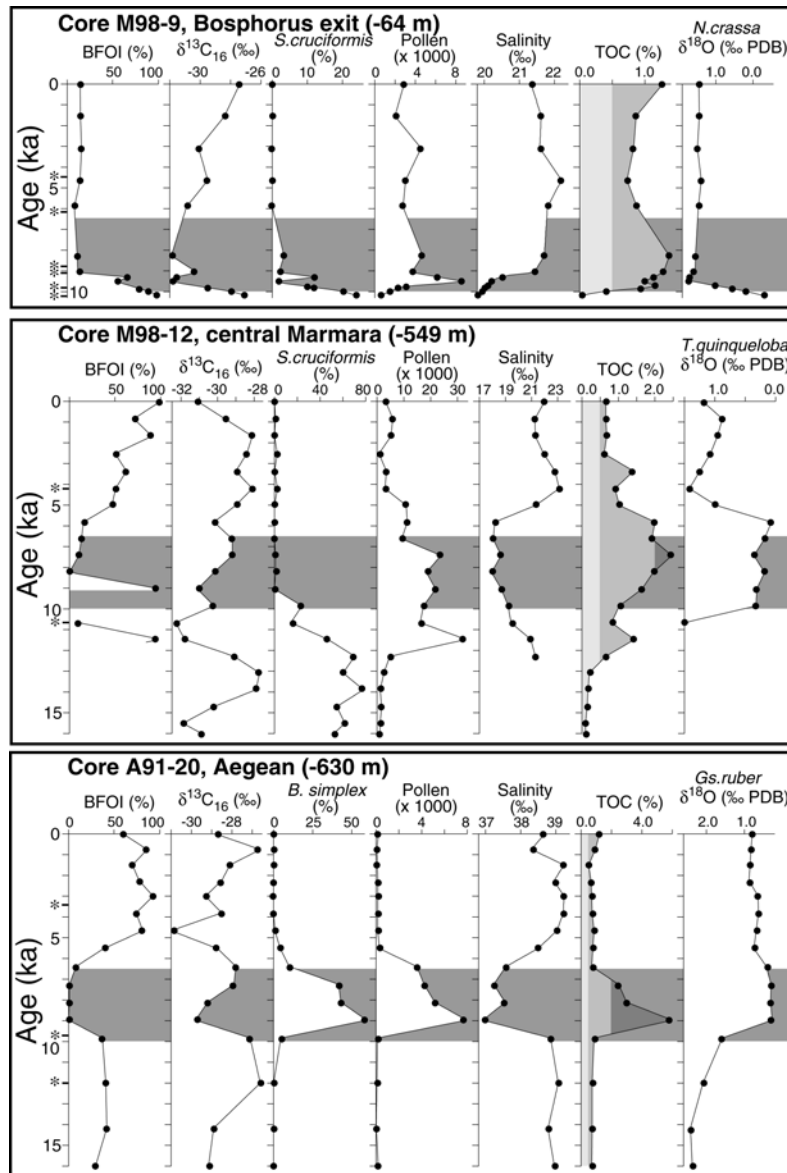 Core M98-9, Bosphorus exit (-64 m)
BFOI (%) δ13C16 (‰) S.cruciformis (%) Pollen (x 1000) Salinity (‰) TOC (%) N.crassa δ18O (‰ PDB)
50 100 -30 -26 0 10 20 0 4 8 20 21 22 0.0 1.0 1.0 0.0
0
Age (ka)
*
5
*
*
*
*
*
*10
Core M98-12, central Marmara (-549 m)
BFOI (%) δ13C16 (‰) S.cruciformis (%) Pollen (x 1000) Salinity (‰) TOC (%) T.quinqueloba δ18O (‰ PDB)
0 50 100 -32 -28 0 40 80 0 10 20 30 17 19 21 23 0.0 1.0 2.0 1.0 0.0
0
Age (ka)
*
5
10
*
15
Core A91-20, Aegean (-630 m)
BFOI (%) δ13C16 (‰) B. simplex (%) Pollen (x 1000) Salinity (‰) TOC (%) Gs.ruber δ18O (‰ PDB)
0 50 100 -30 -28 0 50 0 4 8 37 38 39 0.0 4.0 2.0 1.0
0
Age (ka)
*
5
*
10
*
15